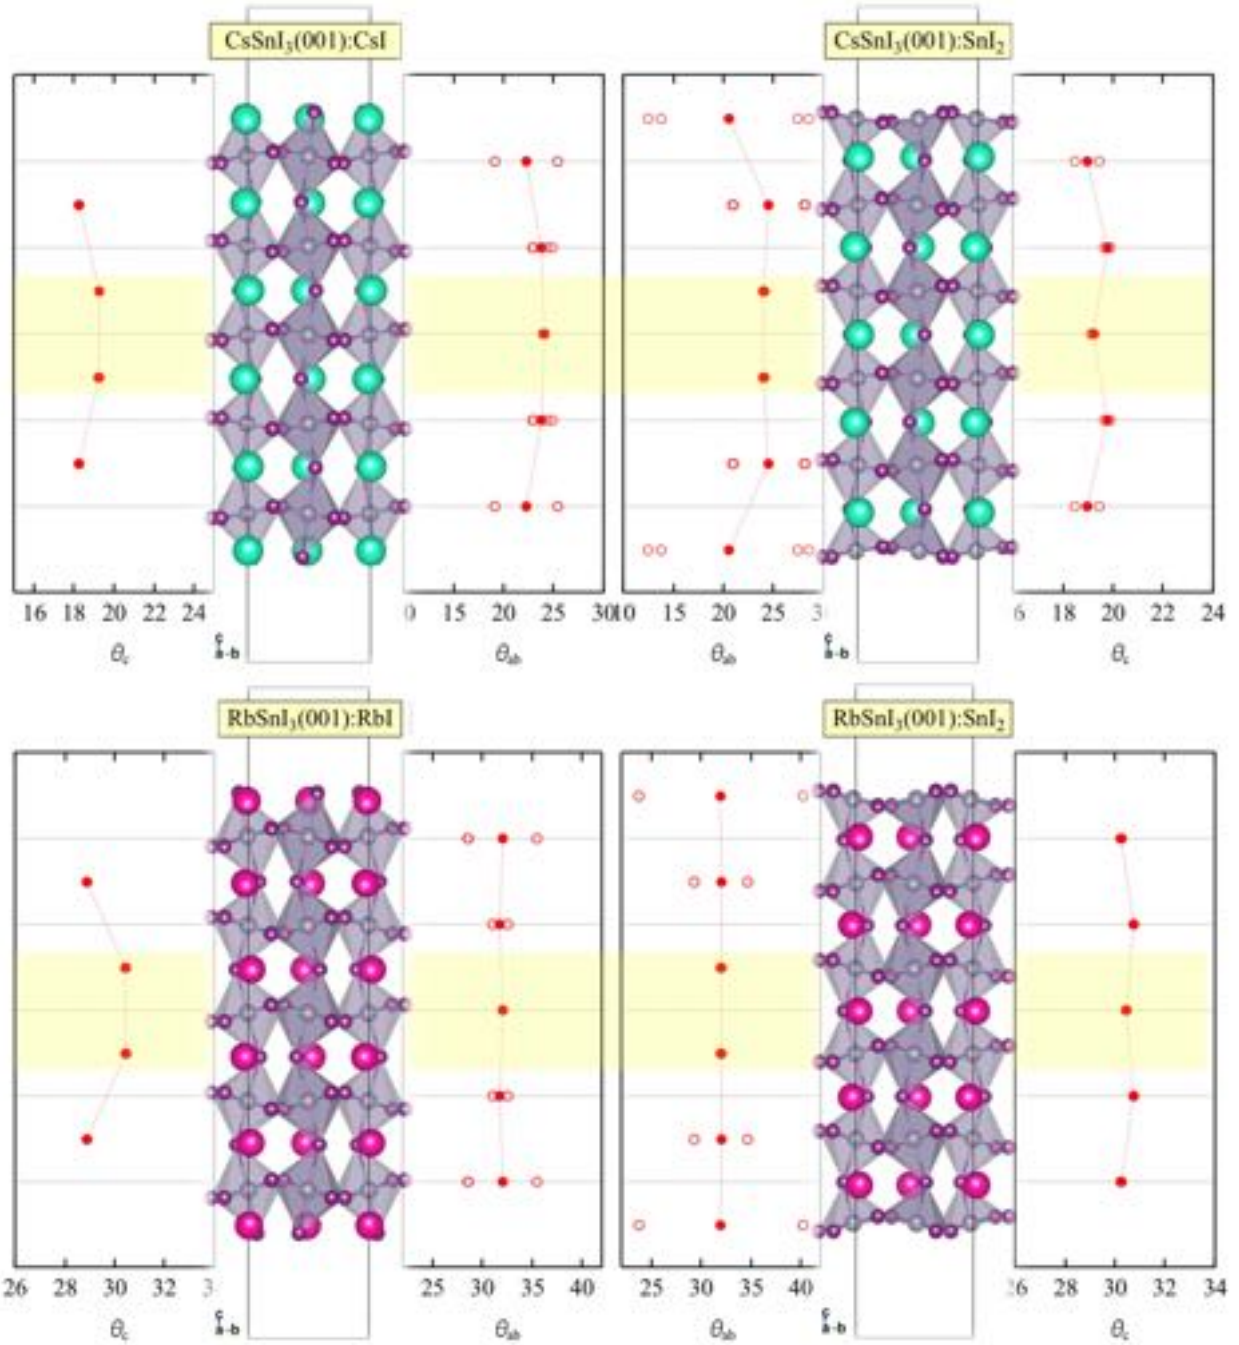 CsSnI₃(001):CsI
CsSnI₃(001):SnI₂
16 18 20 22 24
0 15 20 25 30
10 15 20 25 3
6 20 22 24
θc
c
a-b
θab
θab
c
a-b
θc
RbSnI₃(001):RbI
RbSnI₃(001):SnI₂
26 28 30 32 3
25 30 35 40
25 30 35 40
26 28 30 32 34
θc
c
a-b
θab
θab
c
a-b
θc